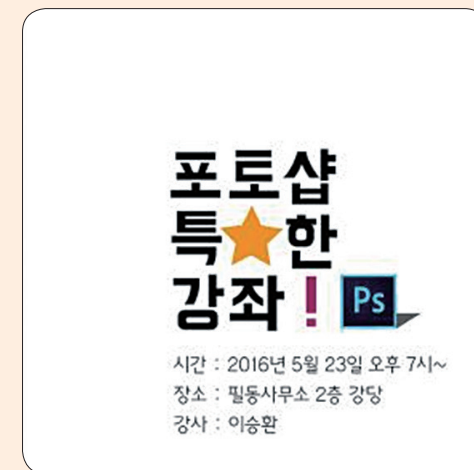 포토샵
특★한
강좌! Ps
시간 : 2016년 5월 23일 오후 7시~
장소 : 필동사무소 2층 강당
강사 : 이승환